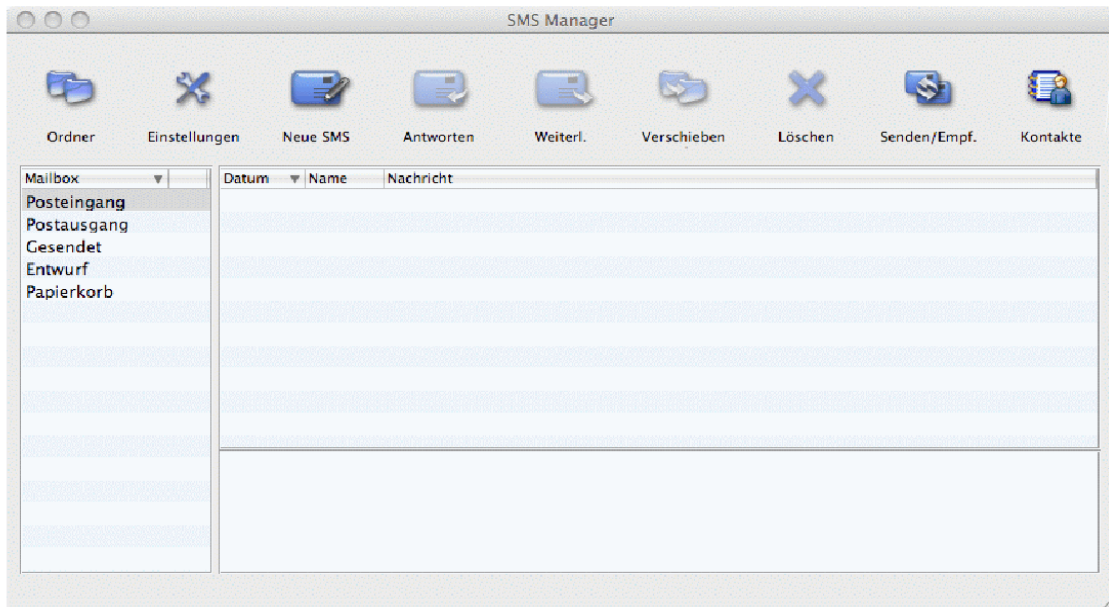 SMS Manager
Ordner Einstellungen Neue SMS Antworten Weiterl. Verschieben Löschen Senden/Empf. Kontakte
Mailbox Datum Name Nachricht
Posteingang
Postausgang
Gesendet
Entwurf
Papierkorb